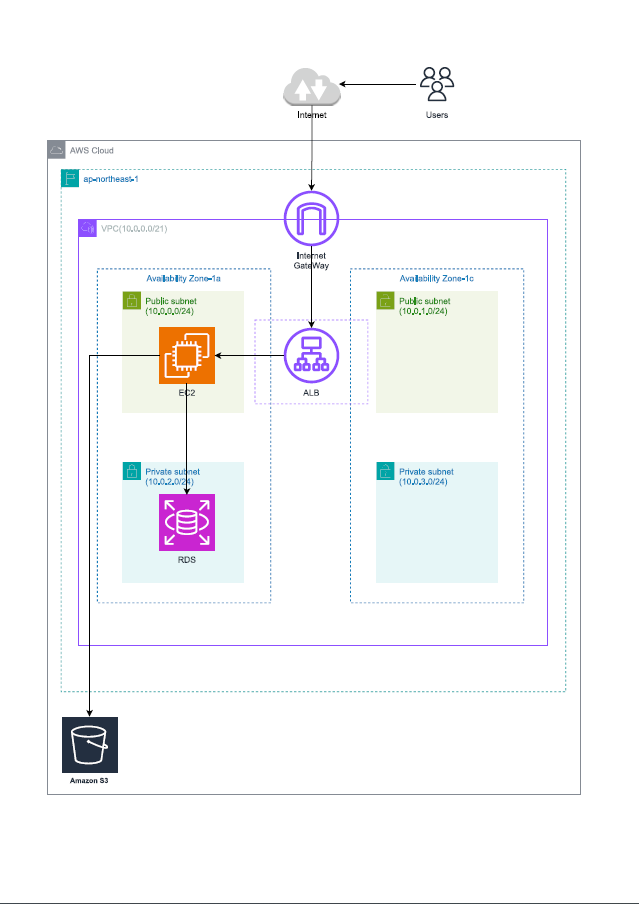 Internet
Users
AWS Cloud
ap-northeast-1
VPC(10.0.0.0/21)
Internet
GateWay
Availability Zone-1a
Availability Zone-1c
Public subnet
(10.0.0.0/24)
Public subnet
(10.0.1.0/24)
EC2
ALB
Private subnet
(10.0.2.0/24)
Private subnet
(10.0.3.0/24)
RDS
Amazon S3